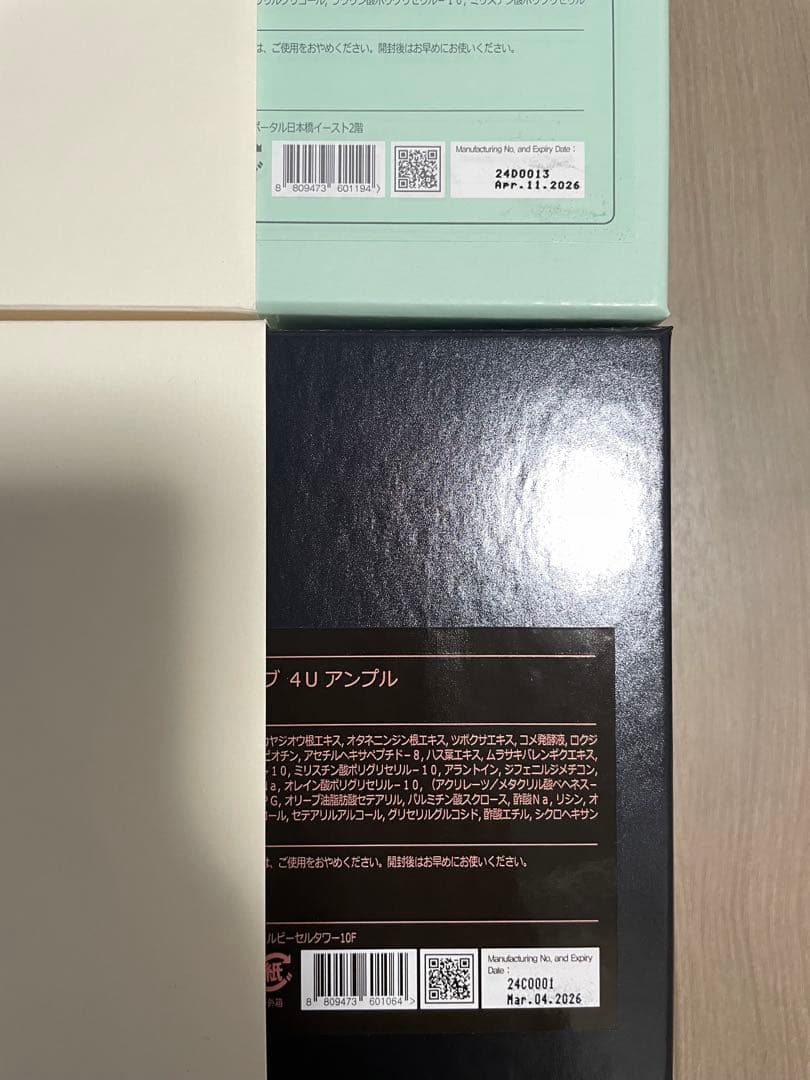 は、ご使用をおやめください。開封後はお早めにお使いください。
ポータル日本橋イースト2階
Manufacturing No, and Expiry Date :
24D0013
Apr.11.2026
8 809473 601194 >
ブ 4U アンプル
カヤジオウ根エキス, オタネニンジン根エキス, ツボクサエキス, コメ発酵液, ロクジ
ビオチン, アセチルヘキサペプチド－8, ハス葉エキス, ムラサキバレンギクエキス,
－10, ミリスチン酸ポリグリセリル－10, アラントイン, ジフェニルジメチコン,
a, オレイン酸ポリグリセリル－10, （アクリレーツ／メタクリル酸ベヘネス－
PG, オリーブ油脂肪酸セテアリル, パルミチン酸スクロース, 酢酸Na, リシン, オ
ール, セテアリルアルコール, グリセリルグルコシド, 酢酸エチル, シクロヘキサン
は、ご使用をおやめください。開封後はお早めにお使いください。
ルビーセルタワー10F
紙
外箱
8 809473 601064 >
Manufacturing No, and Expiry
Date :
24C0001
Mar.04.2026